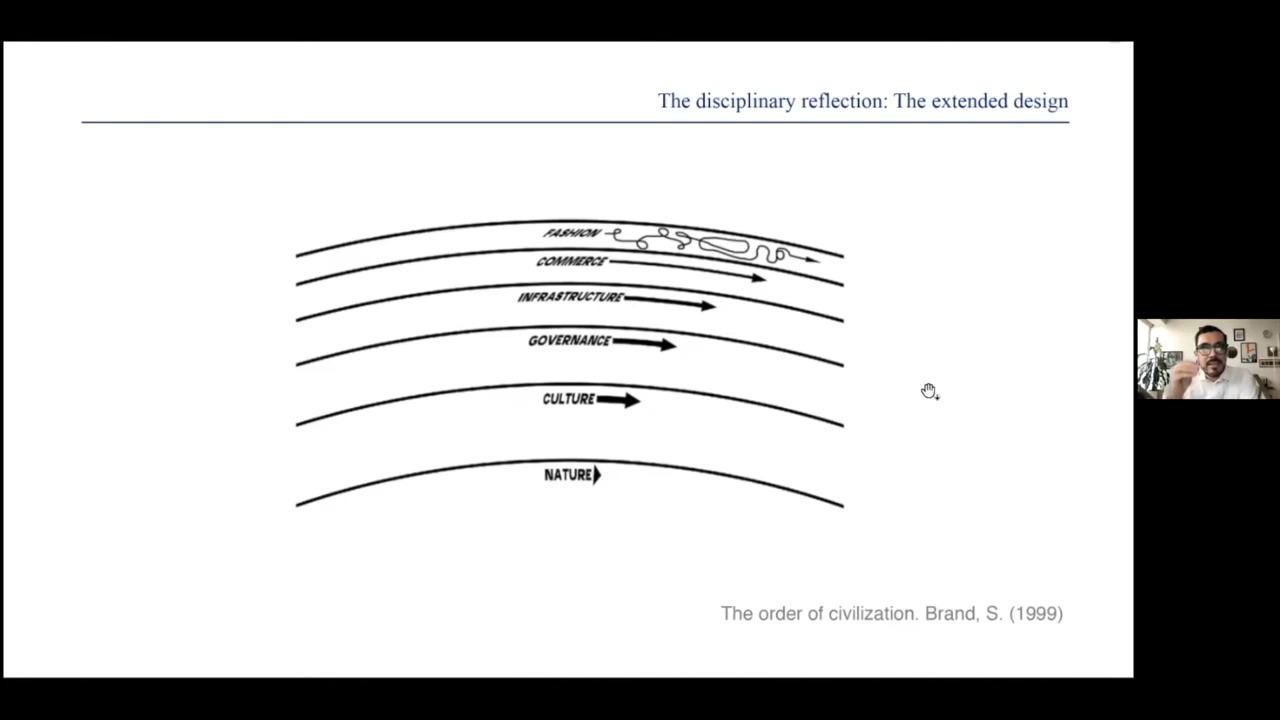 The disciplinary reflection: The extended design
FASHION
COMMERCE
INFRASTRUCTURE
GOVERNANCE
CULTURE
NATURE
The order of civilization. Brand, S. (1999)